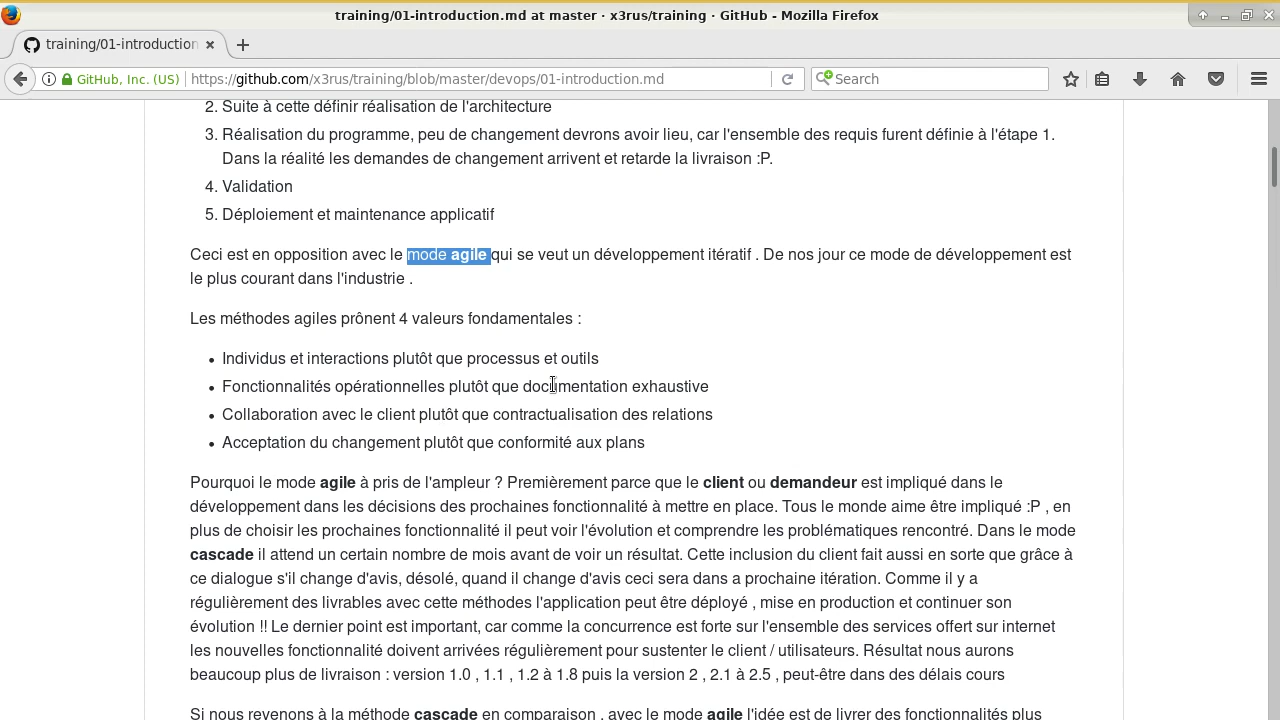 training/01-introduction.md at master · x3rus/training · GitHub - Mozilla Firefox
training/01-introduction
GitHub, Inc. (US)
https://github.com/x3rus/training/blob/master/devops/01-introduction.md
Search
2. Suite à cette définir réalisation de l'architecture
3. Réalisation du programme, peu de changement devrons avoir lieu, car l'ensemble des requis furent définie à l'étape 1.
Dans la réalité les demandes de changement arrivent et retarde la livraison :P.
4. Validation
5. Déploiement et maintenance applicatif
Ceci est en opposition avec le mode agile qui se veut un développement itératif . De nos jour ce mode de développement est
le plus courant dans l'industrie .
Les méthodes agiles prônent 4 valeurs fondamentales :
• Individus et interactions plutôt que processus et outils
• Fonctionnalités opérationnelles plutôt que documentation exhaustive
• Collaboration avec le client plutôt que contractualisation des relations
• Acceptation du changement plutôt que conformité aux plans
Pourquoi le mode agile à pris de l'ampleur ? Premièrement parce que le client ou demandeur est impliqué dans le
développement dans les décisions des prochaines fonctionnalité à mettre en place. Tous le monde aime être impliqué :P , en
plus de choisir les prochaines fonctionnalité il peut voir l'évolution et comprendre les problématiques rencontré. Dans le mode
cascade il attend un certain nombre de mois avant de voir un résultat. Cette inclusion du client fait aussi en sorte que grâce à
ce dialogue s'il change d'avis, désolé, quand il change d'avis ceci sera dans a prochaine itération. Comme il y a
régulièrement des livrables avec cette méthodes l'application peut être déployé , mise en production et continuer son
évolution !! Le dernier point est important, car comme la concurrence est forte sur l'ensemble des services offert sur internet
les nouvelles fonctionnalité doivent arrivées régulièrement pour sustenter le client / utilisateurs. Résultat nous aurons
beaucoup plus de livraison : version 1.0 , 1.1 , 1.2 à 1.8 puis la version 2 , 2.1 à 2.5 , peut-être dans des délais cours
Si nous revenons à la méthode cascade en comparaison , avec le mode agile l'idée est de livrer des fonctionnalités plus